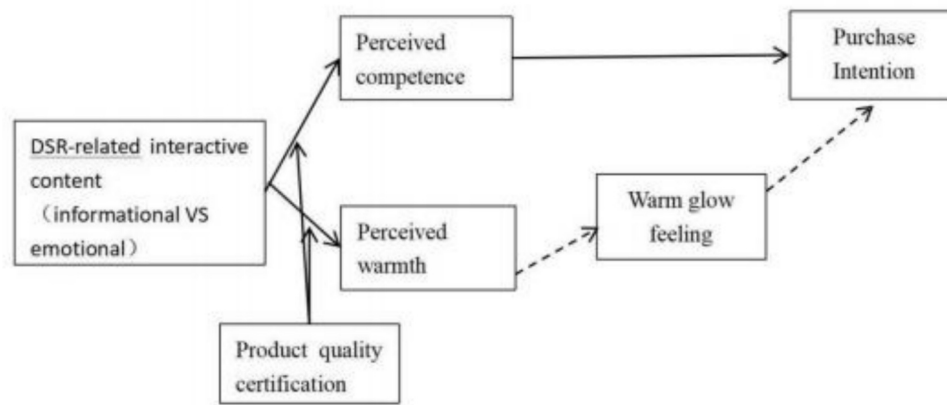 Perceived
competence
Purchase
Intention
DSR-related interactive
content
（informational VS
emotional）
Perceived
warmth
Warm glow
feeling
Product quality
certification